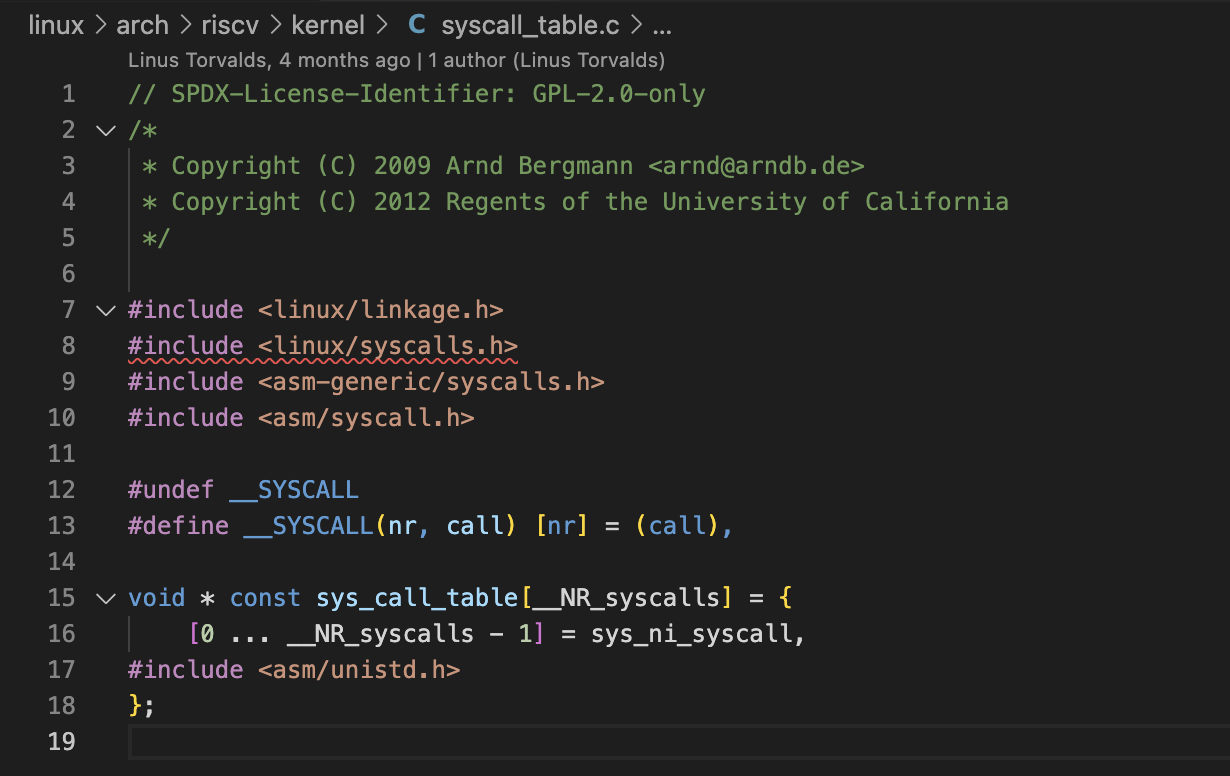 linux > arch > riscv > kernel > C syscall_table.c > ...
Linus Torvalds, 4 months ago | 1 author (Linus Torvalds)
1 // SPDX-License-Identifier: GPL-2.0-only
2 /*
3 * Copyright (C) 2009 Arnd Bergmann <arnd@arndb.de>
4 * Copyright (C) 2012 Regents of the University of California
5 */
6
7 #include <linux/linkage.h>
8 #include <linux/syscalls.h>
9 #include <asm-generic/syscalls.h>
10 #include <asm/syscall.h>
11
12 #undef __SYSCALL
13 #define __SYSCALL(nr, call) [nr] = (call),
14
15 void * const sys_call_table[__NR_syscalls] = {
16 [0 ... __NR_syscalls - 1] = sys_ni_syscall,
17 #include <asm/unistd.h>
18 };
19